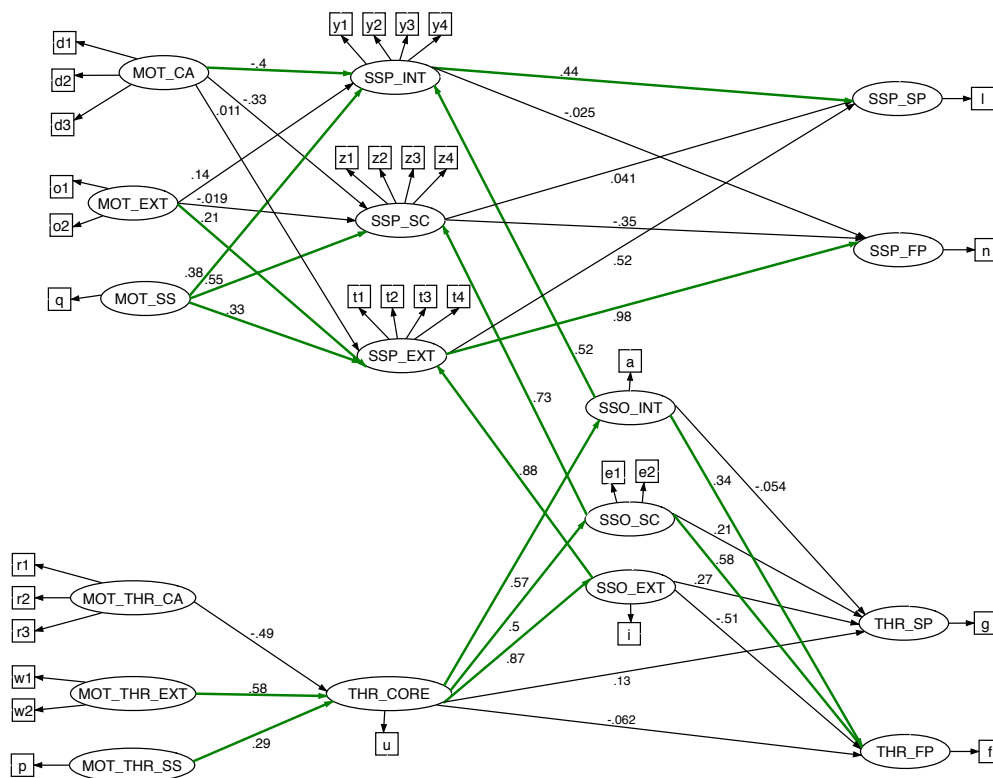 y1 y2 y3 y4
d1
MOT_CA
-.4
SSP_INT
.44
d2
-.33
-.025
SSP_SP
l
d3
.011
z1 z2 z3 z4
.14
.041
o1
MOT_EXT
-.019
SSP_SC
-.35
o2
.21
SSP_FP
n
.38
.55
.52
q
MOT_SS
t1 t2 t3 t4
.33
.98
SSP_EXT
.52
a
.73
SSO_INT
.88
e1 e2
.34
-.054
SSO_SC
.21
r1
.58
.57
SSO_EXT
.27
r2
MOT_THR_CA
-.51
r3
.5
i
THR_SP
g
-.49
.87
w1
MOT_THR_EXT
.58
THR_CORE
.13
w2
-.062
u
.29
p
MOT_THR_SS
THR_FP
f